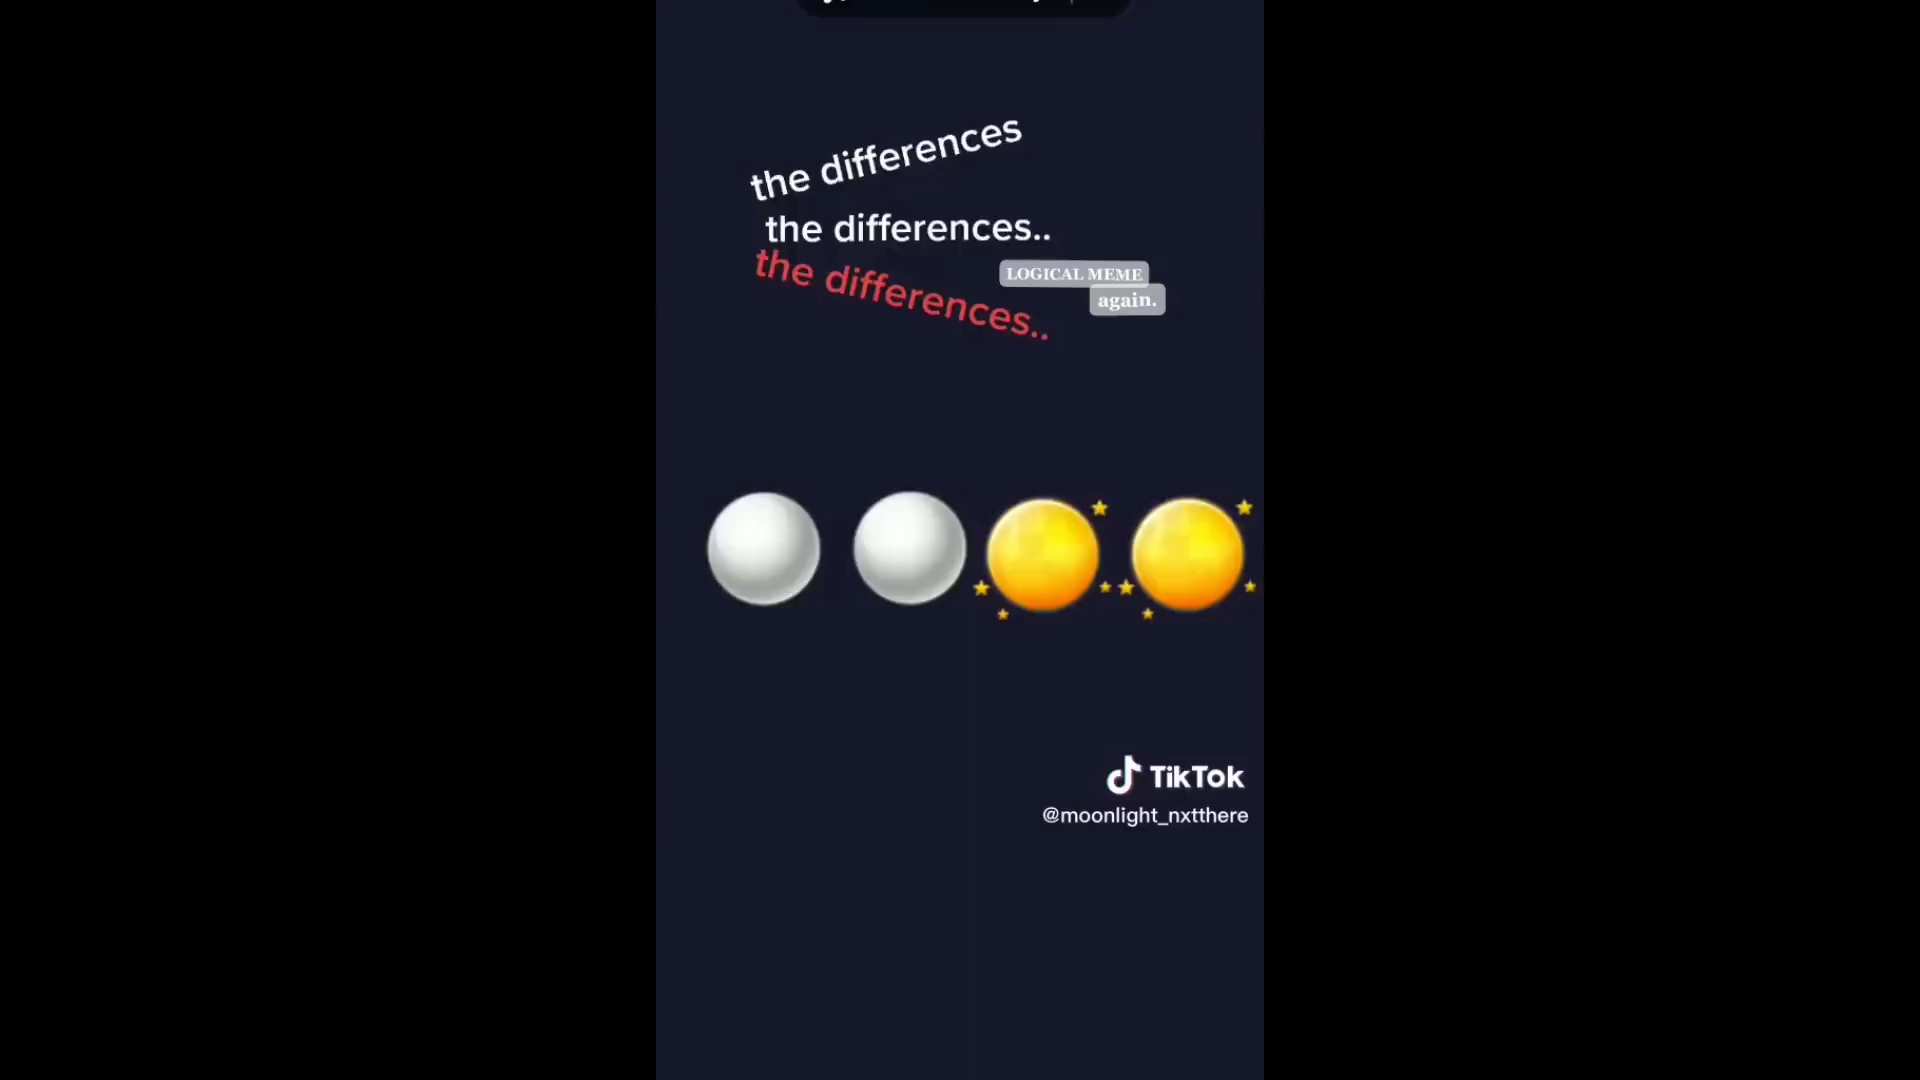 the differences
the differences..
the differences..
LOGICAL MEME
again.
TikTok
@moonlight_nxtthere